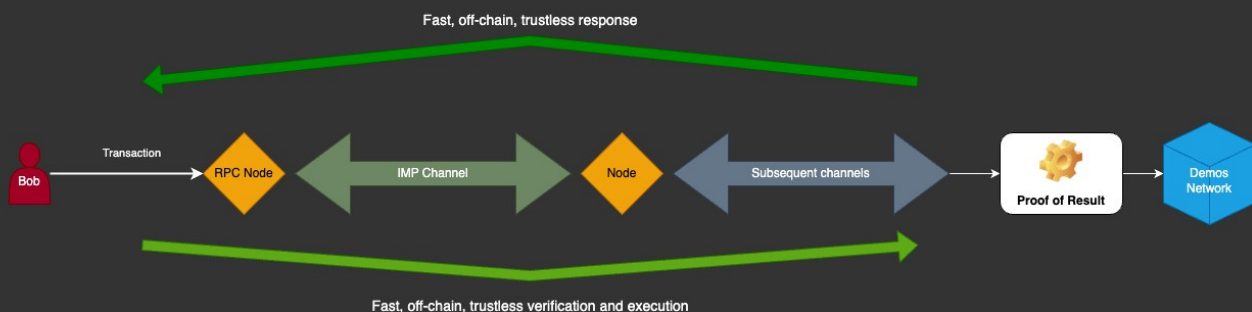 Fast, off-chain, trustless response
Transaction
Bob
RPC Node
IMP Channel
Node
Subsequent channels
Proof of Result
Demos
Network
Fast, off-chain, trustless verification and execution